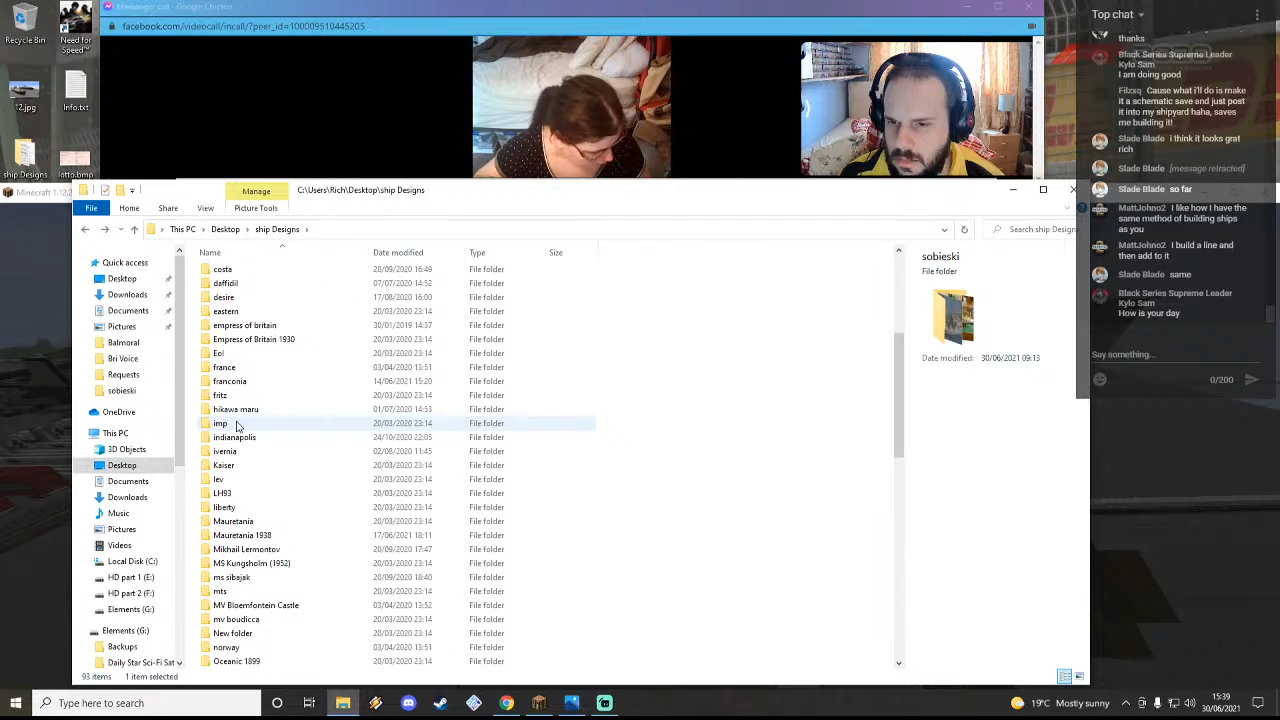 Recycle Bin
Need for
Speed™
12.jpg
Info.txt
ship Designs
lotto.bmp
Minecraft 1.12.
Messenger call
facebook.com/videocall/incall/?peer_id=100009510445205
Manage
C:\Users\Rich\Desktop\ship Designs
File
Home
Share
View
Picture Tools
This PC
Desktop
ship Designs
Search ship Designs
Name
Date modified
Type
Size
Quick access
Desktop
Downloads
Documents
Pictures
Balmoral
Bri Voice
Requests
sobieski
OneDrive
This PC
3D Objects
Desktop
Documents
Downloads
Music
Pictures
Videos
Local Disk (C:)
HD part 1 (E:)
HD part 2 (F:)
Elements (G:)
Elements (G:)
Backups
Daily Star Sci-Fi Sat
costa 28/09/2020 16:49 File folder
daffidil 07/07/2020 14:52 File folder
desire 17/08/2020 16:00 File folder
eastern 20/03/2020 23:14 File folder
empress of britain 30/01/2019 14:37 File folder
Empress of Britain 1930 20/03/2020 23:14 File folder
Eol 20/03/2020 23:14 File folder
france 03/04/2020 13:51 File folder
franconia 14/06/2021 15:20 File folder
fritz 20/03/2020 23:14 File folder
hikawa maru 01/07/2020 14:53 File folder
imp 20/03/2020 23:14 File folder
indianapolis 24/10/2020 22:05 File folder
ivernia 02/08/2020 11:45 File folder
Kaiser 20/03/2020 23:14 File folder
lev 20/03/2020 23:14 File folder
LH93 20/03/2020 23:14 File folder
liberty 20/03/2020 23:14 File folder
Mauretania 20/03/2020 23:14 File folder
Mauretania 1938 17/06/2021 18:11 File folder
Mikhail Lermontov 20/09/2020 17:47 File folder
MS Kungsholm (1952) 20/03/2020 23:14 File folder
ms sibajak 20/09/2020 18:40 File folder
mts 20/03/2020 23:14 File folder
MV Bloemfontein Castle 03/04/2020 13:52 File folder
mv boudicca 20/03/2020 23:14 File folder
New folder 20/03/2020 23:14 File folder
norway 03/04/2020 13:51 File folder
Oceanic 1899 20/03/2020 23:14 File folder
sobieski
File folder
Date modified: 30/06/2021 09:13
93 items
1 item selected
Top chat
thanks
Black Series Supreme Leader
Kylo Sam
I am doing good
Filzxq Cause what I'll do is make
it a schematic save and just post
it into my shipyard haha, saves
me building it!
Slade Blade i think it looks grat
rich
Slade Blade [message retracted]
Slade Blade so far
MattJohno2 I like how I have the
same method of building ships
as you
MattJohno2 I build a line and
then add to it
Slade Blade same
Black Series Supreme Leader
Kylo Sam
How is your day
Say something...
0/200
Type here to search
19°C Mostly sunny
15:39
30/06/2021